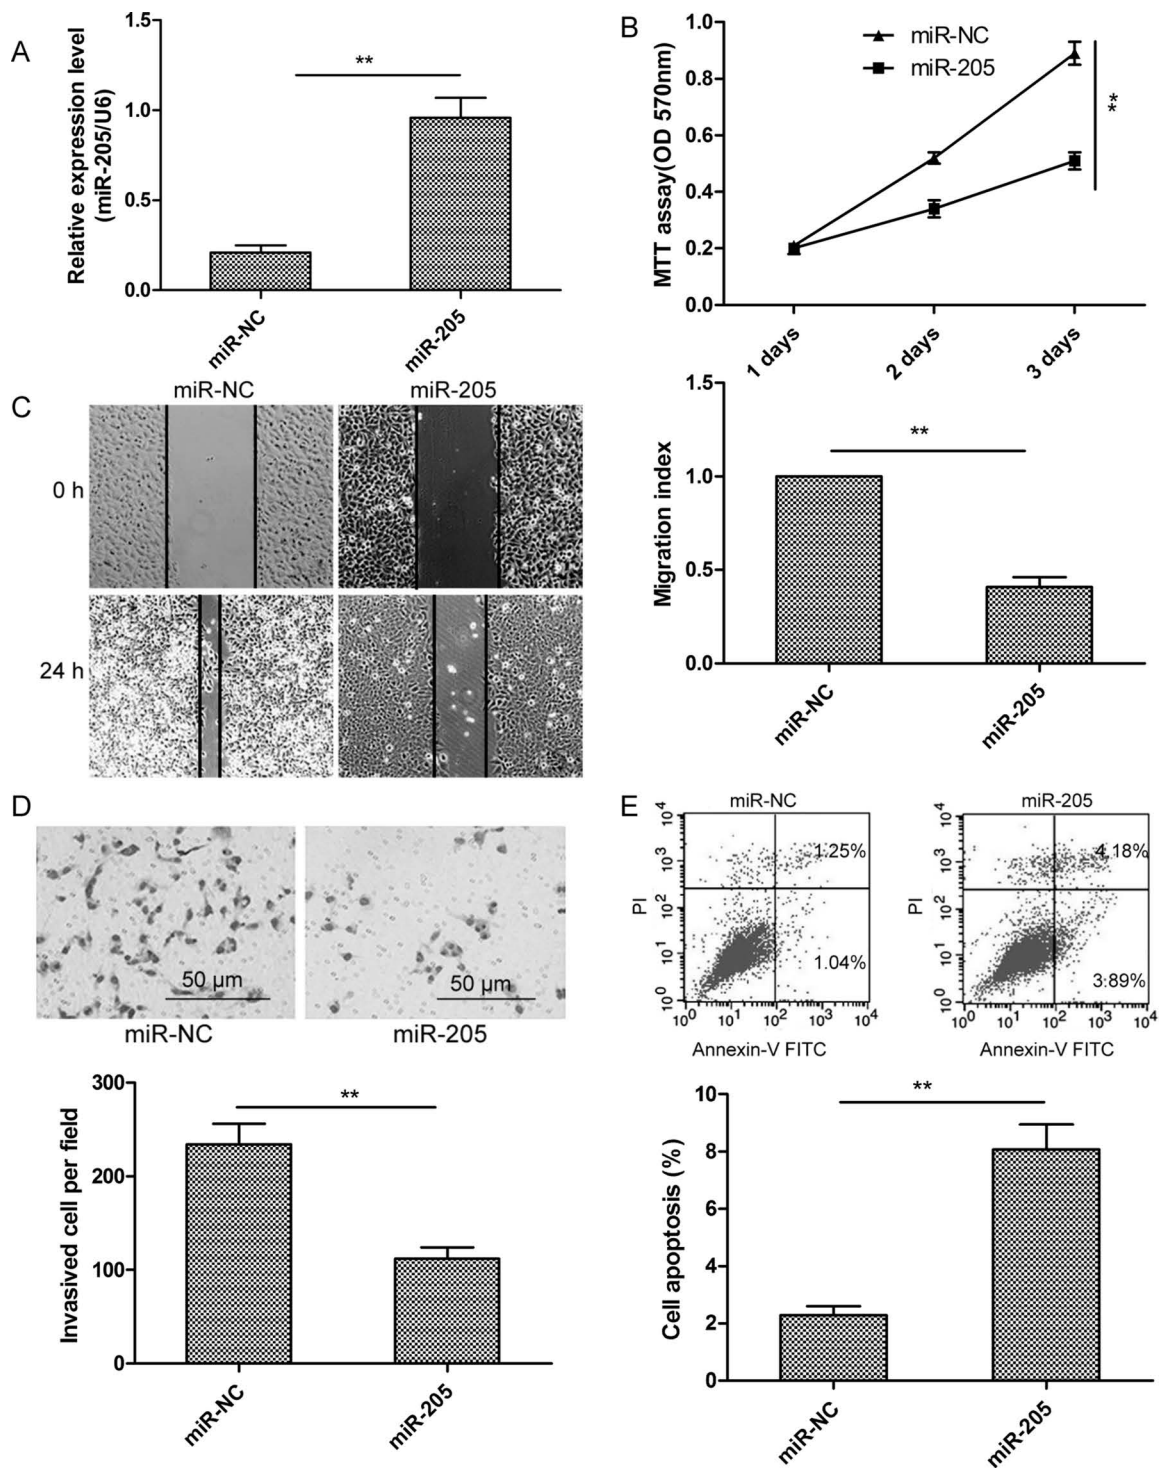 A
Relative expression level
(miR-205/U6)
1.5
1.0
0.5
0.0
**
miR-NC
miR-205
B
MTT assay(OD 570nm)
1.0
0.8
0.6
0.4
0.2
0.0
miR-NC
miR-205
**
1 days
2 days
3 days
C
miR-NC
miR-205
0 h
24 h
Migration index
1.5
1.0
0.5
0.0
**
miR-NC
miR-205
D
50 μm
50 μm
miR-NC
miR-205
Invasived cell per field
300
200
100
0
**
miR-NC
miR-205
E
miR-NC
PI
10^4
10^3
10^2
10^1
10^0
1.25%
1.04%
10^0 10^1 10^2 10^3 10^4
Annexin-V FITC
miR-205
PI
10^4
10^3
10^2
10^1
10^0
4.18%
3:89%
10^0 10^1 10^2 10^3 10^4
Annexin-V FITC
Cell apoptosis (%)
10
8
6
4
2
0
**
miR-NC
miR-205